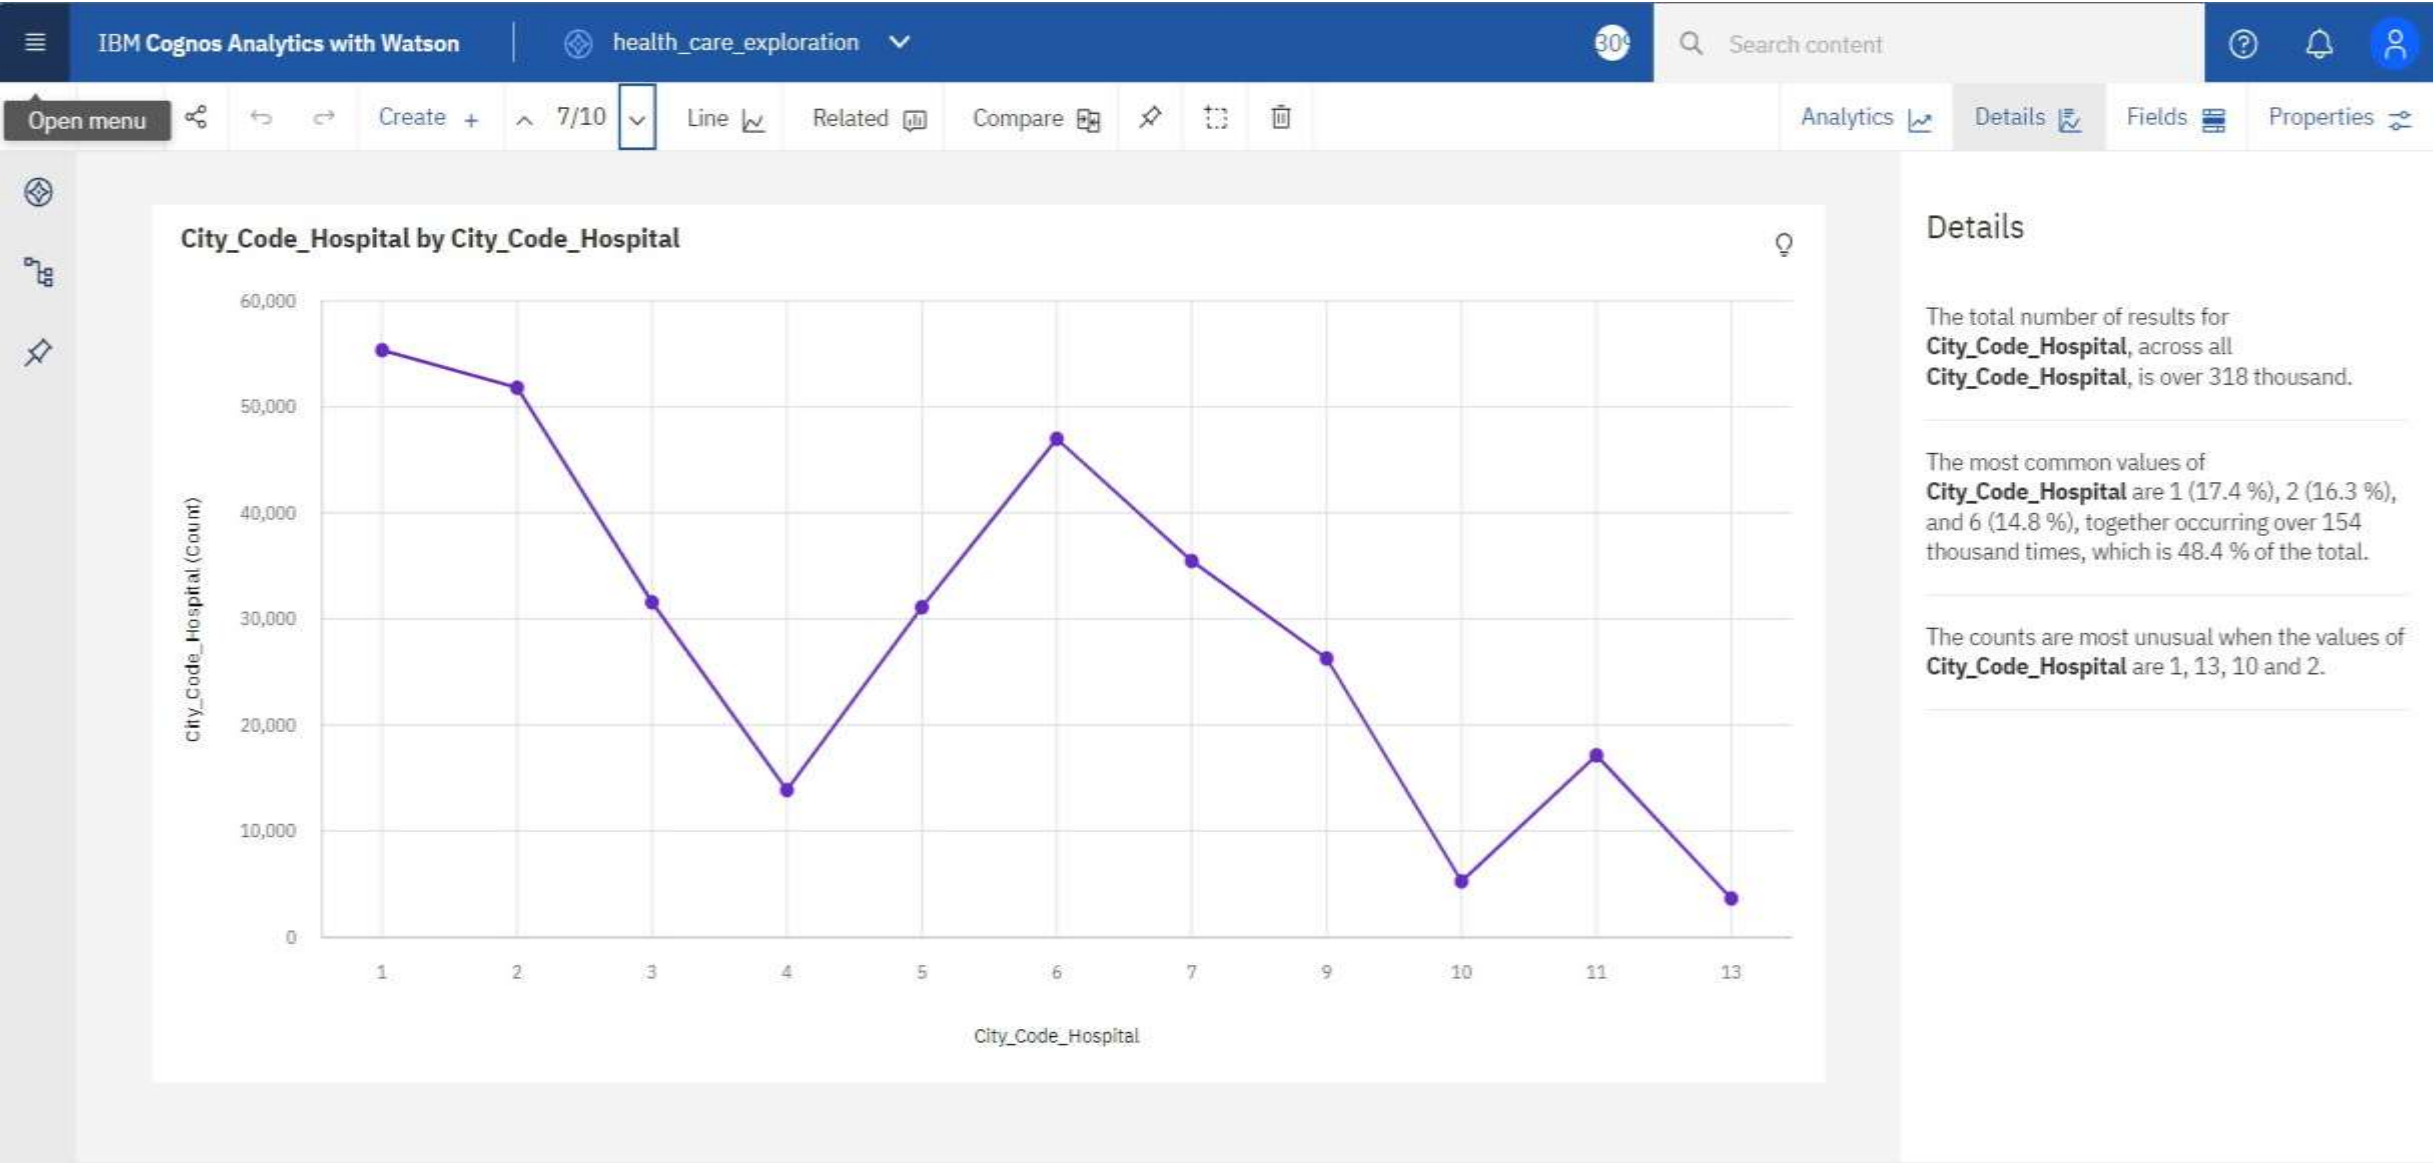 IBM Cognos Analytics with Watson
health_care_exploration
30
Search content
Open menu
Create +
7/10
Line
Related
Compare
Analytics
Details
Fields
Properties
City_Code_Hospital by City_Code_Hospital
60,000
50,000
40,000
30,000
20,000
10,000
0
City_Code_Hospital (Count)
1 2 3 4 5 6 7 9 10 11 13
City_Code_Hospital
Details
The total number of results for
City_Code_Hospital, across all
City_Code_Hospital, is over 318 thousand.
The most common values of
City_Code_Hospital are 1 (17.4 %), 2 (16.3 %),
and 6 (14.8 %), together occurring over 154
thousand times, which is 48.4 % of the total.
The counts are most unusual when the values of
City_Code_Hospital are 1, 13, 10 and 2.